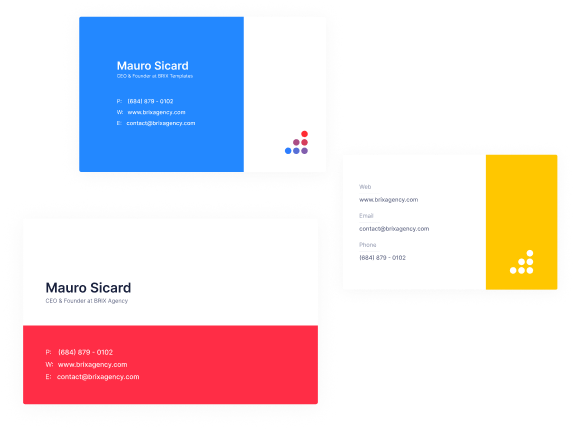 Mauro Sicard
CEO & Founder at BRIX Templates
P: (684) 879 - 0102
W: www.brixagency.com
E: contact@brixagency.com
Web
www.brixagency.com
Email
contact@brixagency.com
Phone
(684) 879 - 0102
Mauro Sicard
CEO & Founder at BRIX Agency
P: (684) 879 - 0102
W: www.brixagency.com
E: contact@brixagency.com